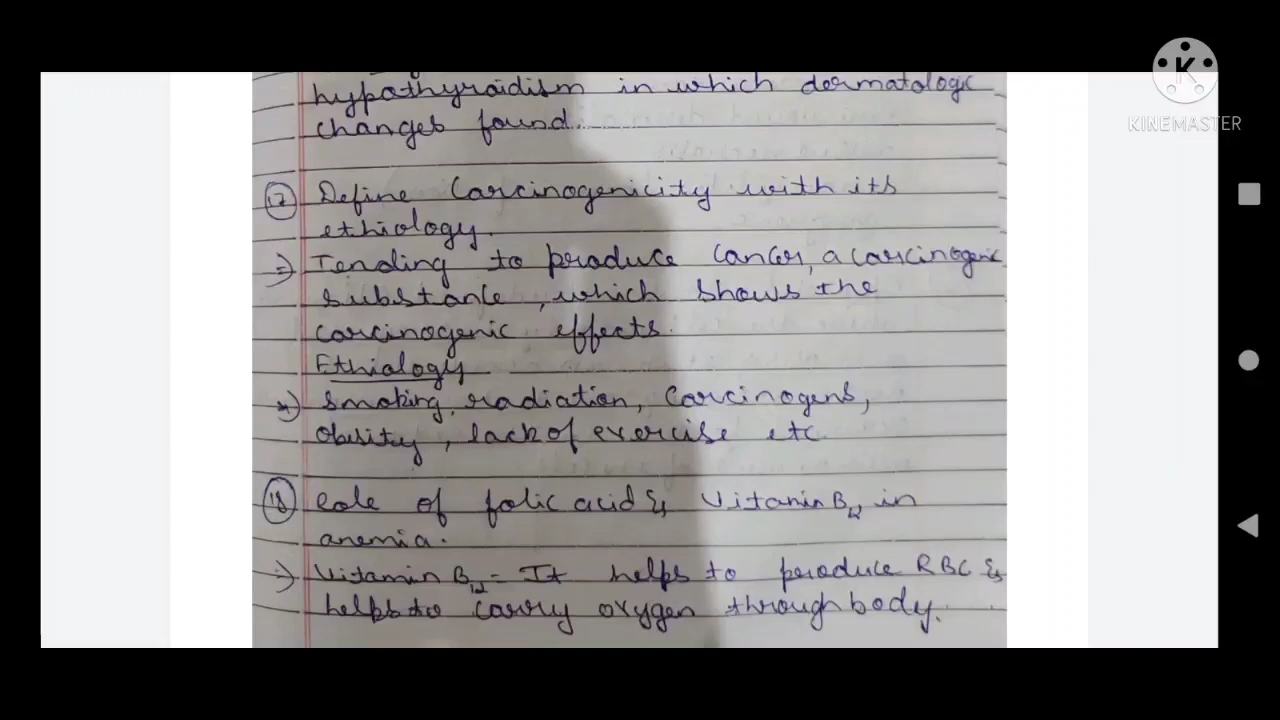 hypothyroidism in which dermatologic
changes found.
17 Define Carcinogenicity with its
ethiology.
=) Tending to produce cancer, a carcinogenic
substance, which shows the
carcinogenic effects.
Ethialogy
*) Smoking, radiation, Carcinogens,
obesity, lack of exercise etc
18 Role of folic acid & Vitamin B12 in
anemia.
=) Vitamin B12 - It helps to produce RBC &
helps to carry oxygen through body.
K
KINEMASTER